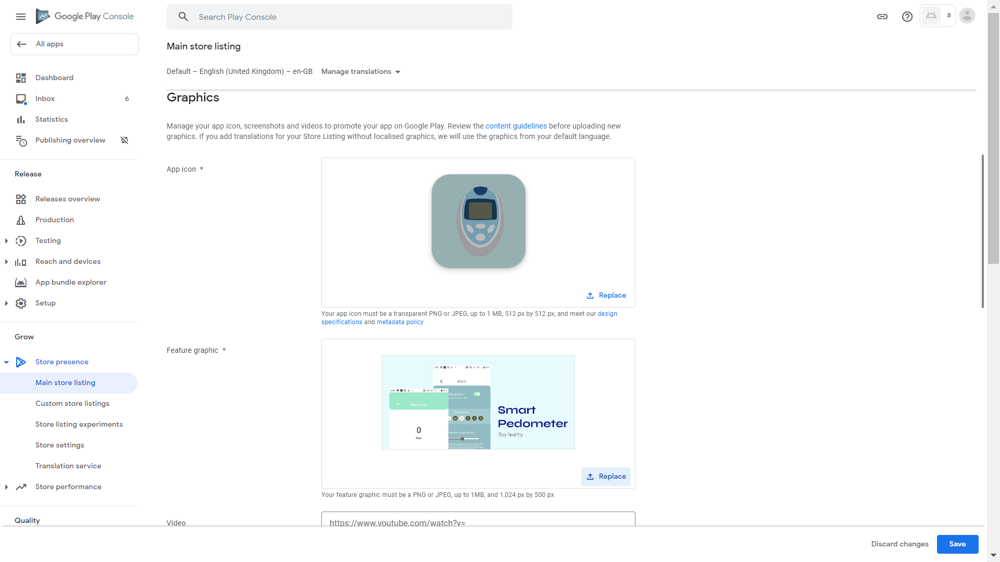 Google Play Console
Search Play Console
a
All apps
Main store listing
Default – English (United Kingdom) – en-GB
Manage translations
Dashboard
Inbox
6
Statistics
Publishing overview
Release
Releases overview
Production
Testing
Reach and devices
App bundle explorer
Setup
Grow
Store presence
Main store listing
Custom store listings
Store listing experiments
Store settings
Translation service
Store performance
Quality
Graphics
Manage your app icon, screenshots and videos to promote your app on Google Play. Review the content guidelines before uploading new
graphics. If you add translations for your Store Listing without localised graphics, we will use the graphics from your default language.
App icon *
Replace
Your app icon must be a transparent PNG or JPEG, up to 1 MB, 512 px by 512 px, and meet our design
specifications and metadata policy
Feature graphic *
Alarm
Pedometer
0
Step
Number of walks per day
Smart
Pedometer
Stay healthy
Replace
Your feature graphic must be a PNG or JPEG, up to 1MB, and 1,024 px by 500 px
Video
https://www.youtube.com/watch?v=
Discard changes
Save